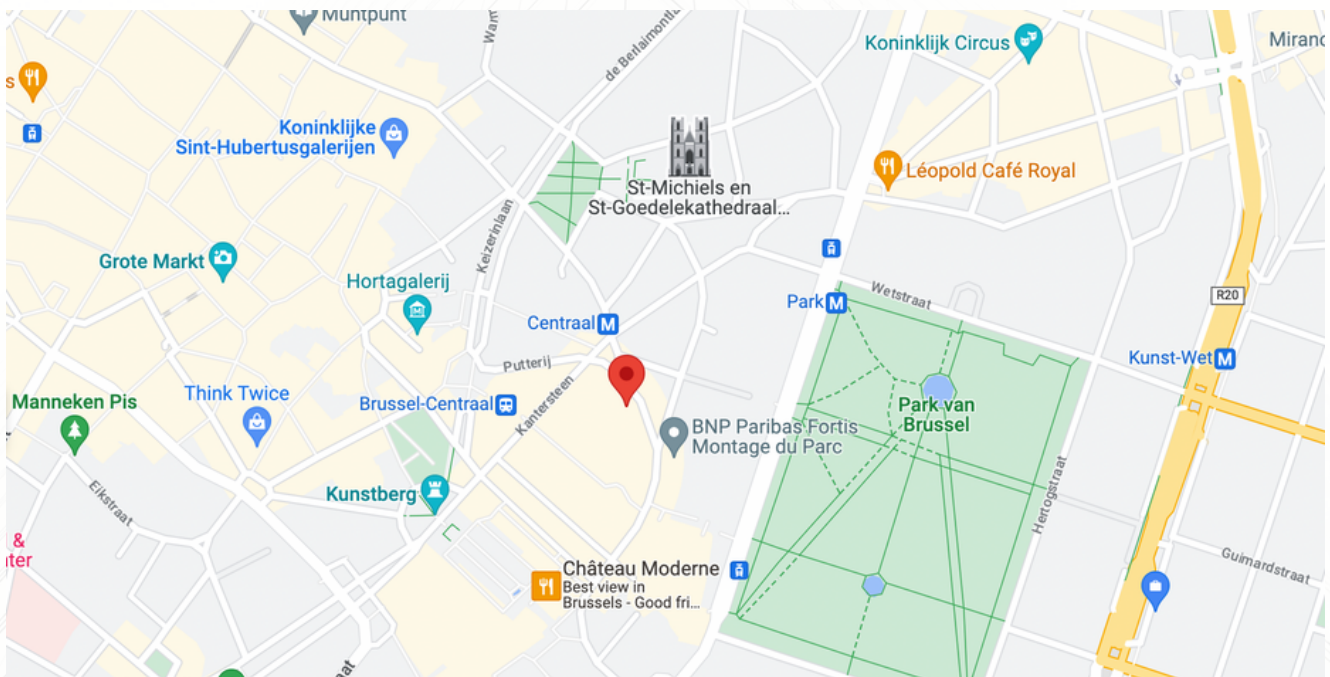 Muntpunt
de Berlaimontl
Koninklijk Circus
Koninklijke
Sint-Hubertusgalerijen
St-Michiels en
St-Goedelekathedraal...
Léopold Café Royal
Keizerinlaan
Grote Markt
Hortagalerij
Wetstraat
R20
Park
M
Centraal
M
Kunst-Wet
M
Putterij
Think Twice
Manneken Pis
Brussel-Centraal
Kantersteen
Park van
Brussel
BNP Paribas Fortis
Montage du Parc
Kunstberg
Eikstraat
Hertogstraat
&
Guimardstraat
Château Moderne
Best view in
Brussels - Good fri...